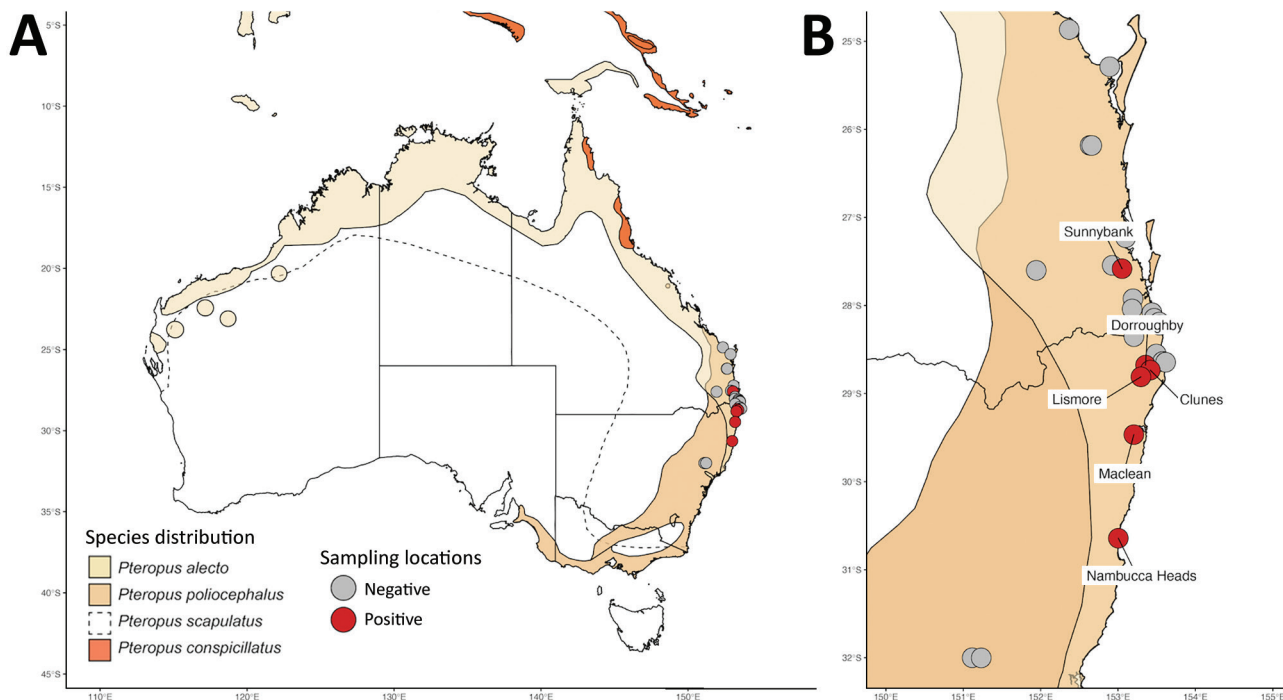 A
5°S
10°S
15°S
20°S
25°S
30°S
35°S
40°S
45°S
110°E
120°E
130°E
140°E
150°E
Species distribution
Pteropus alecto
Pteropus poliocephalus
Pteropus scapulatus
Pteropus conspicillatus
Sampling locations
Negative
Positive
B
25°S
26°S
27°S
28°S
29°S
30°S
31°S
32°S
Sunnybank
Dorroughby
Lismore
Clunes
Maclean
Nambucca Heads
150°E
151°E
152°E
153°E
155°E